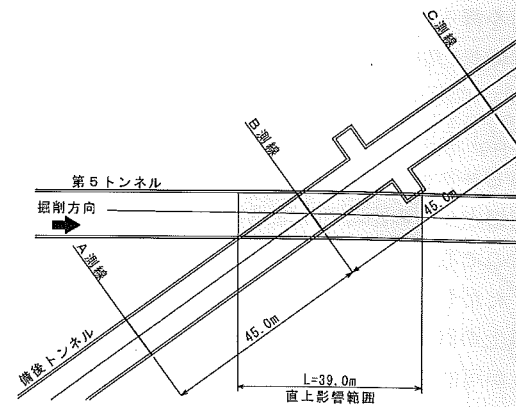 C測線
B測線
第5トンネル
掘削方向
45.0m
A測線
45.0m
備後トンネル
L=39.0m
直上影響範囲